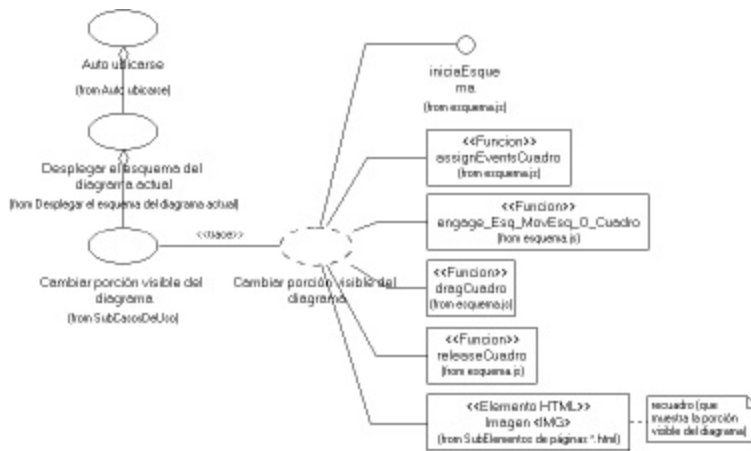 Auto ubicarse
(from Auto ubicarse)
Desplegar el esquema del
diagrama actual
(from Desplegar el esquema del diagrama actual)
<<trace>>
Cambiar porción visible del
diagrama
(from SubCasosDeUso)
Cambiar porción visible del
diagrama
iniciaEsque
ma
(from esquema.js)
<<Funcion>>
assignEventsCuadro
(from esquema.js)
<<Funcion>>
engage_Esq_MovEsq_O_Cuadro
(from esquema.js)
<<Funcion>>
dragCuadro
(from esquema.js)
<<Funcion>>
releaseCuadro
(from esquema.js)
<<Elemento HTML>>
Imagen <IMG>
(from SubElementos de páginas *.html)
recuadro (que
muestra la porción
visible del diagrama)